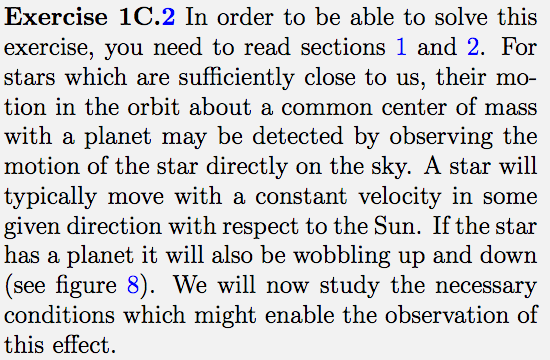 Exercise 1C.2 In order to be able to solve this
exercise, you need to read sections 1 and 2. For
stars which are sufficiently close to us, their mo-
tion in the orbit about a common center of mass
with a planet may be detected by observing the
motion of the star directly on the sky. A star will
typically move with a constant velocity in some
given direction with respect to the Sun. If the star
has a planet it will also be wobbling up and down
(see figure 8). We will now study the necessary
conditions which might enable the observation of
this effect.